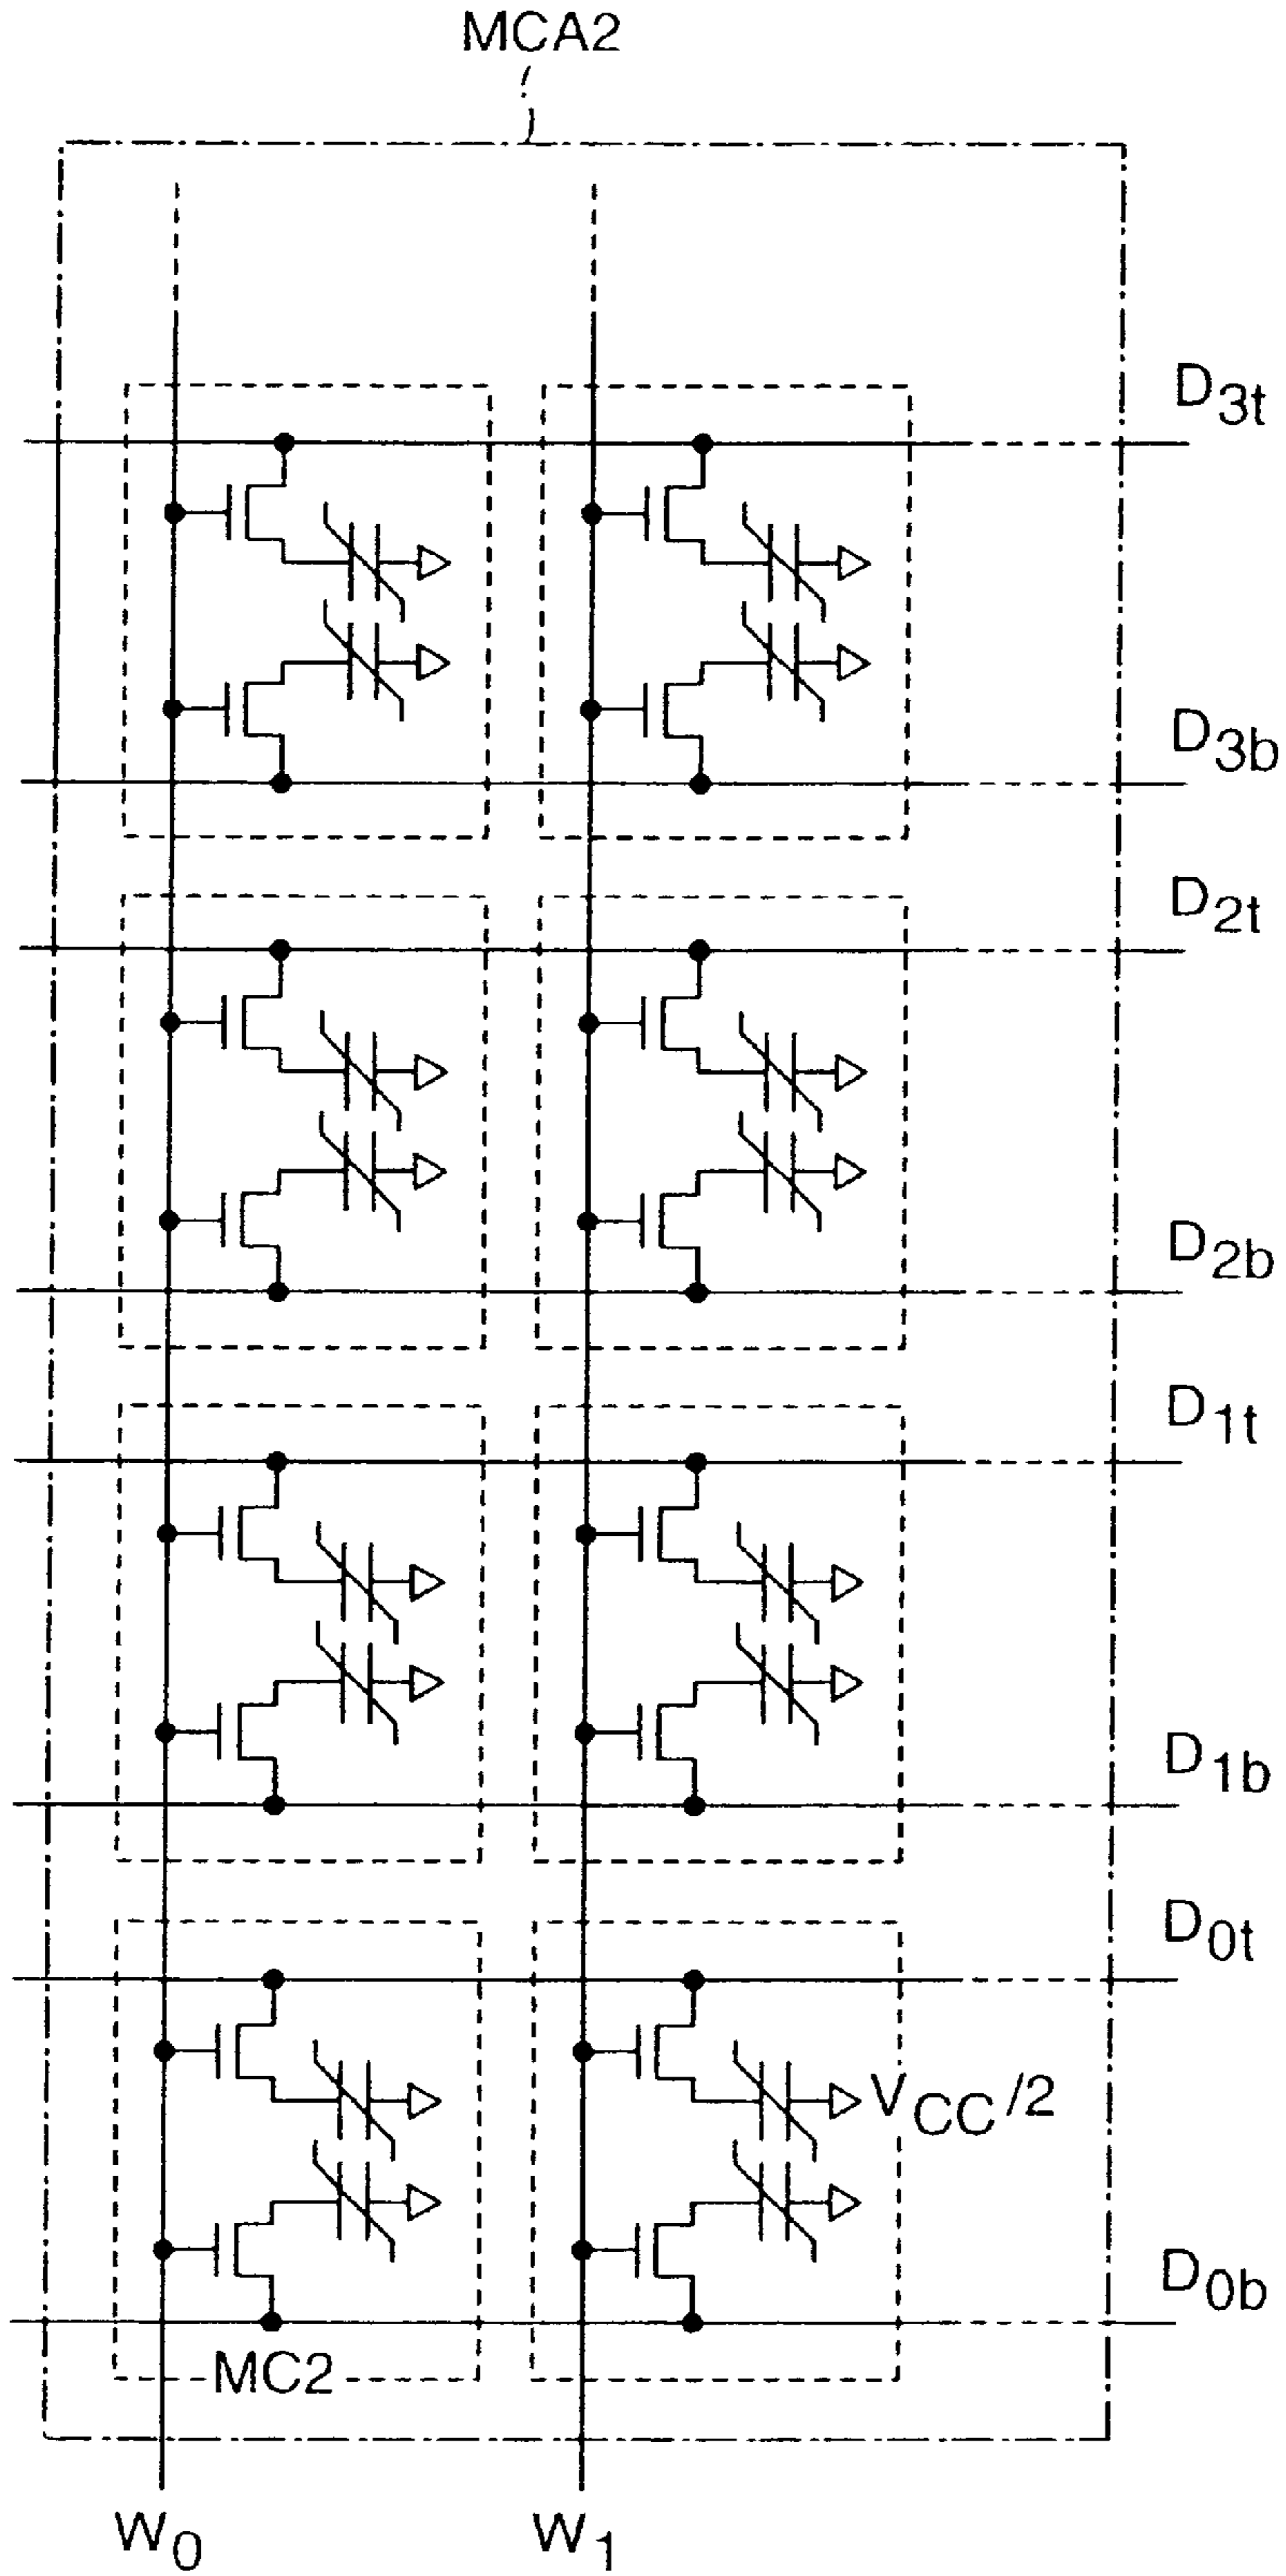 MCA2
D3t
D3b
D2t
D2b
D1t
D1b
D0t
VCC/2
D0b
MC2
W0 W1